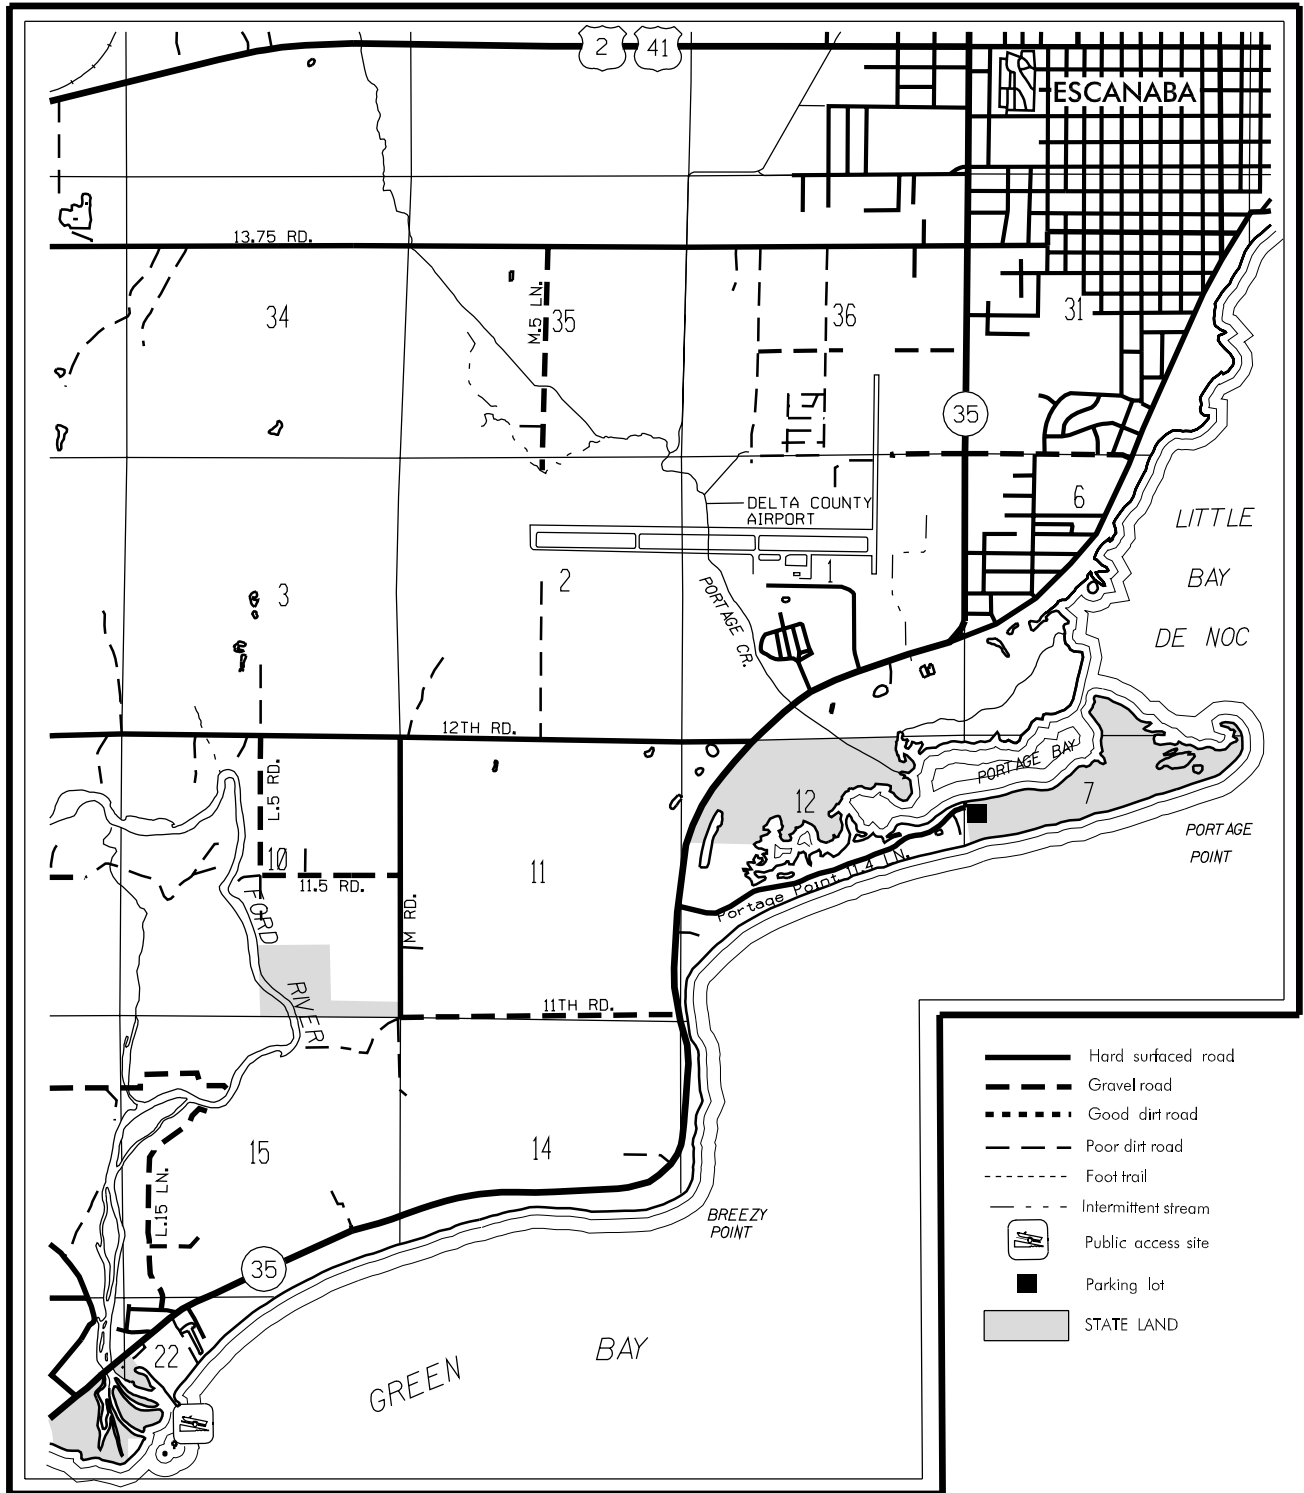 2 41
ESCANABA
13.75 RD.
34
M.5 LN.
35
36
31
35
6
DELTA COUNTY
AIRPORT
LITTLE
BAY
DE NOC
3
2
1
PORTAGE CR.
12TH RD.
L.5 RD.
PORTAGE BAY
12
7
PORTAGE
POINT
10
11.5 RD.
11
Portage Point 11.4 LN.
FORD
RIVER
M RD.
11TH RD.
Hard surfaced road
Gravel road
Good dirt road
Poor dirt road
Foot trail
Intermittent stream
Public access site
Parking lot
STATE LAND
15
14
L.15 LN.
BREEZY
POINT
35
22
GREEN BAY